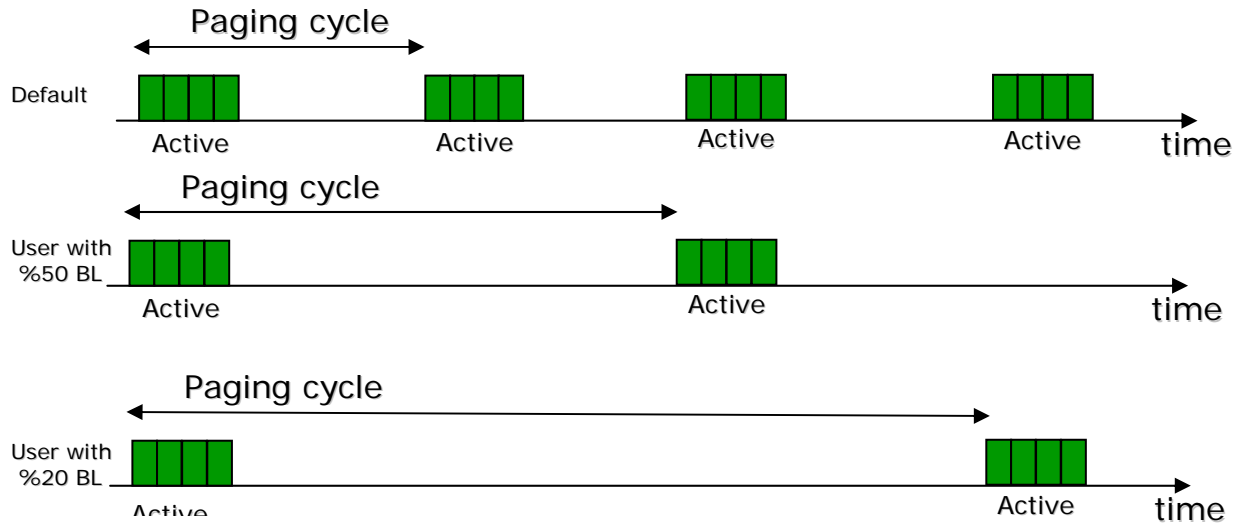 Paging cycle
Default
Active
Active
Active
Active
time
Paging cycle
User with
%50 BL
Active
Active
time
Paging cycle
User with
%20 BL
Active
Active
time